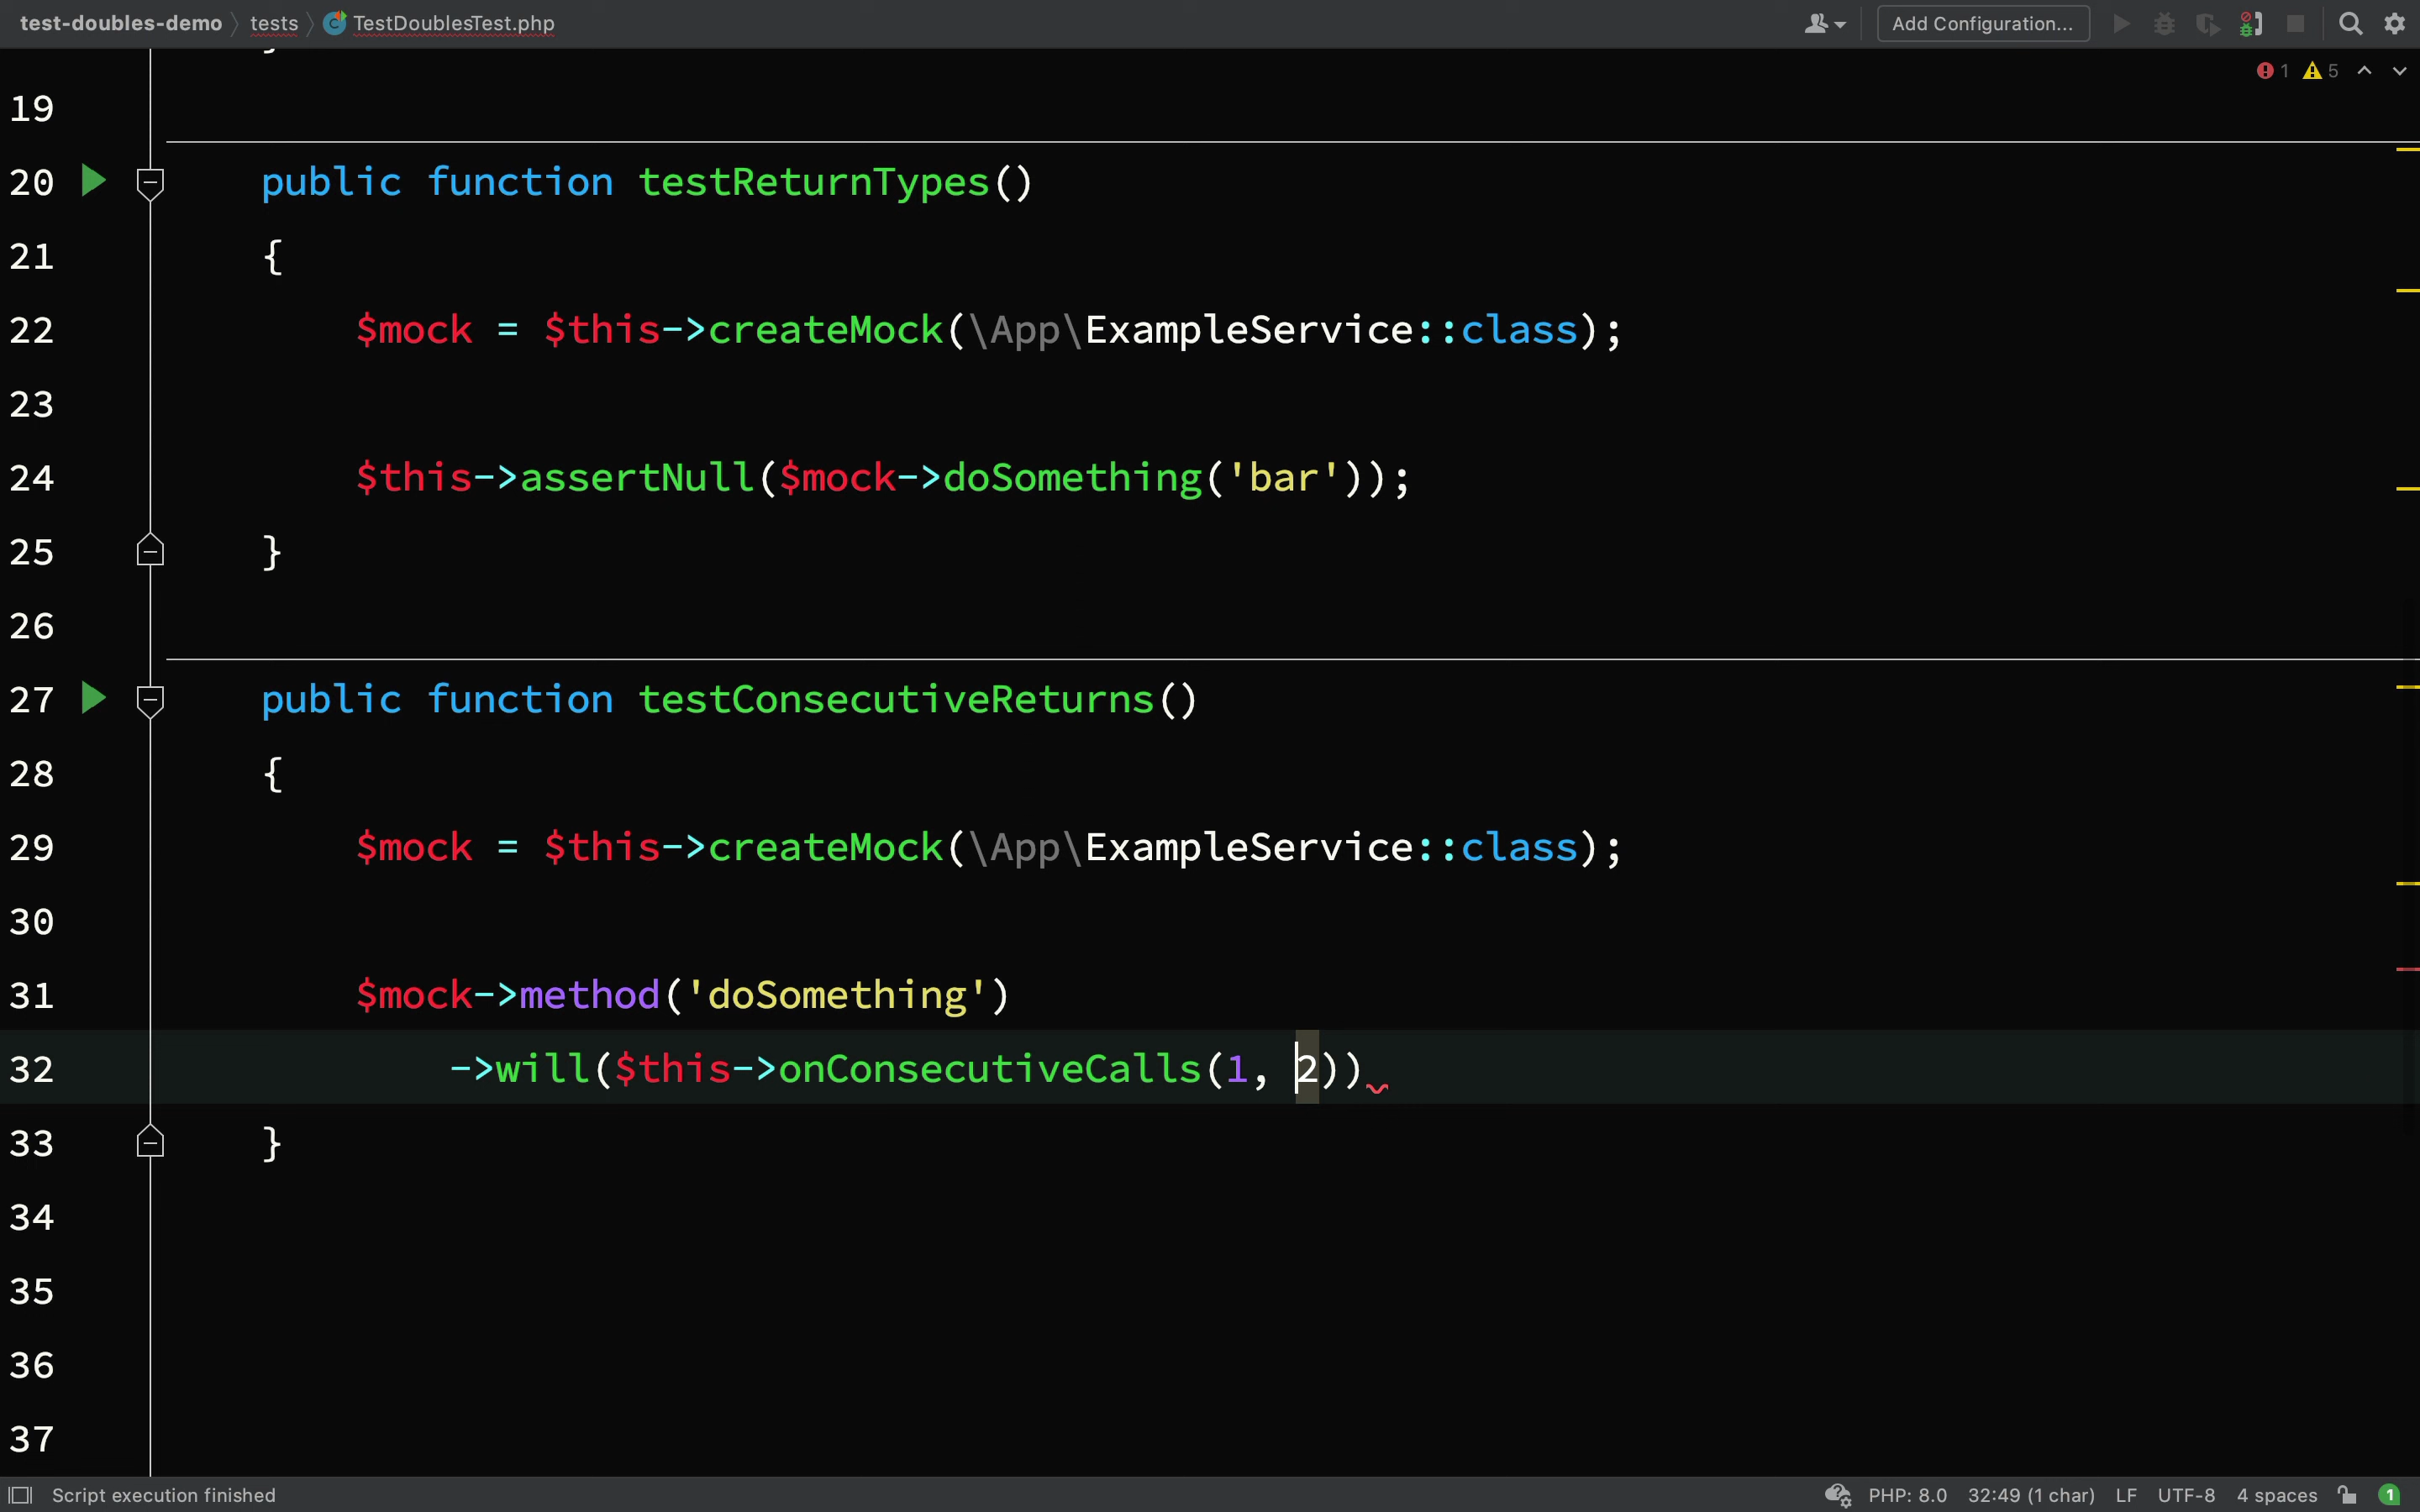 test-doubles-demo tests TestDoublesTest.php Add Configuration...
1 5
}
19
20 public function testReturnTypes()
21 {
22 $mock = $this->createMock(\App\ExampleService::class);
23
24 $this->assertNull($mock->doSomething('bar'));
25 }
26
27 public function testConsecutiveReturns()
28 {
29 $mock = $this->createMock(\App\ExampleService::class);
30
31 $mock->method('doSomething')
32 ->will($this->onConsecutiveCalls(1, 2))
33 }
34
35
36
37
Script execution finished PHP: 8.0 32:49 (1 char) LF UTF-8 4 spaces 1